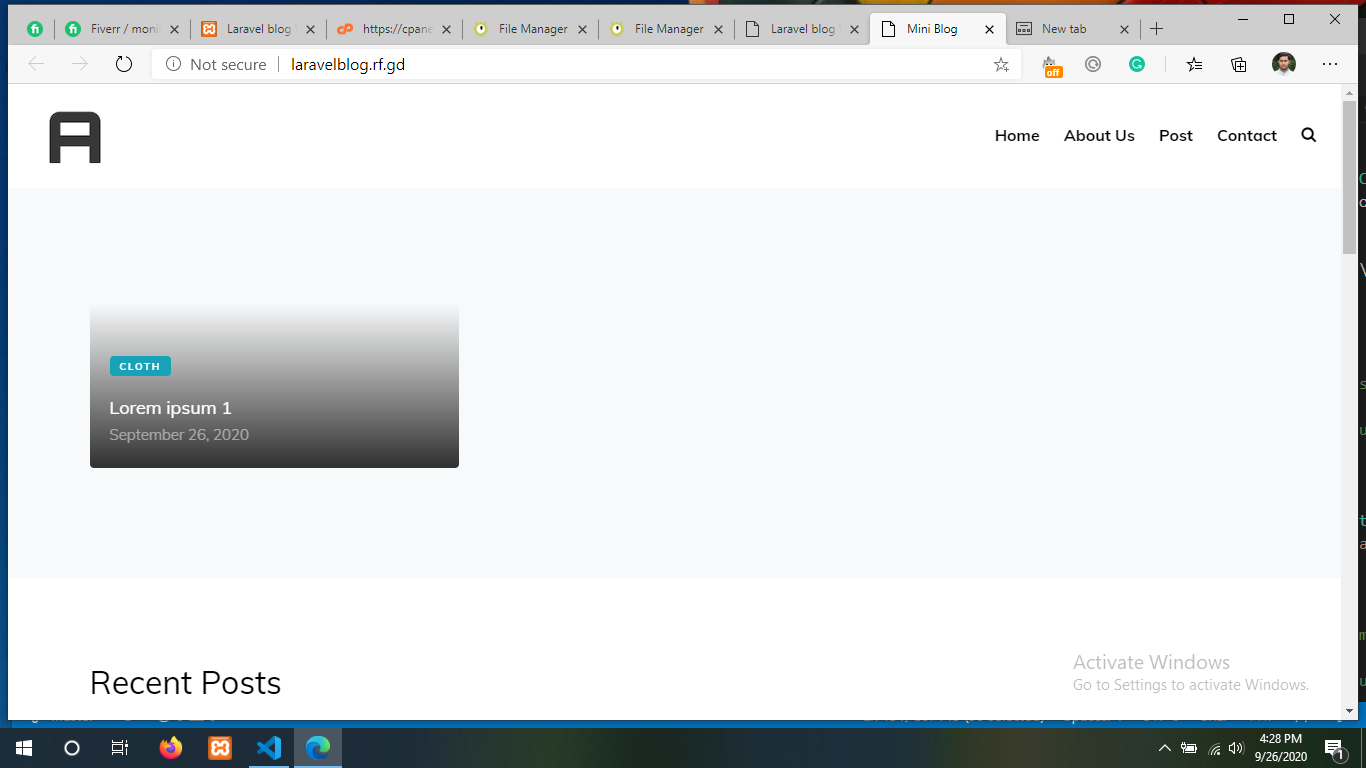 Fiverr / moni
Laravel blog
https://cpane
File Manager
File Manager
Laravel blog
Mini Blog
New tab
Not secure
laravelblog.rf.gd
off
A
Home
About Us
Post
Contact
CLOTH
Lorem ipsum 1
September 26, 2020
Recent Posts
Activate Windows
Go to Settings to activate Windows.
4:28 PM
9/26/2020
1